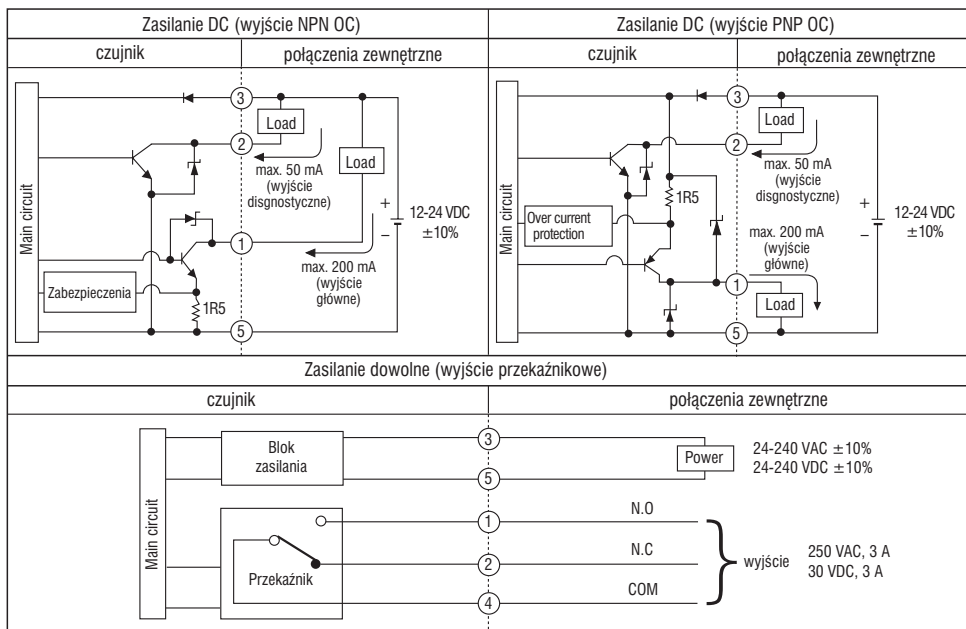 Zasilanie DC (wyjście NPN OC)
czujnik
połączenia zewnętrzne
Main circuit
3
Load
2
max. 50 mA
(wyjście
disgnostyczne)
Load
+
−
12-24 VDC
±10%
1
max. 200 mA
(wyjście
główne)
Zabezpieczenia
1R5
5
Zasilanie DC (wyjście PNP OC)
czujnik
połączenia zewnętrzne
Main circuit
3
Load
2
max. 50 mA
(wyjście
disgnostyczne)
1R5
Over current
protection
+
−
12-24 VDC
±10%
max. 200 mA
(wyjście
główne)
1
Load
5
Zasilanie dowolne (wyjście przekaźnikowe)
czujnik
połączenia zewnętrzne
Main circuit
Blok
zasilania
3
5
Power
24-240 VAC ±10%
24-240 VDC ±10%
Przekaźnik
1
N.O
2
N.C
4
COM
wyjście
250 VAC, 3 A
30 VDC, 3 A